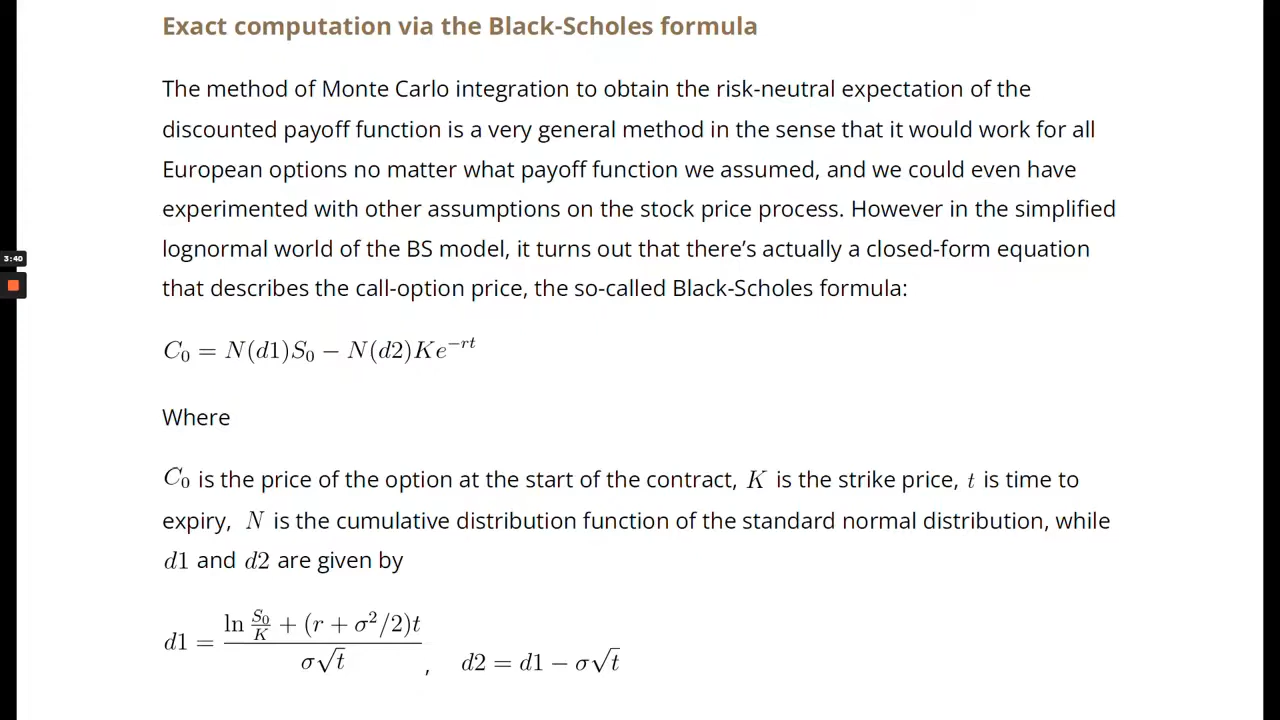 Exact computation via the Black-Scholes formula
The method of Monte Carlo integration to obtain the risk-neutral expectation of the
discounted payoff function is a very general method in the sense that it would work for all
European options no matter what payoff function we assumed, and we could even have
experimented with other assumptions on the stock price process. However in the simplified
lognormal world of the BS model, it turns out that there’s actually a closed-form equation
that describes the call-option price, the so-called Black-Scholes formula:
3:40
C₀ = N(d1)S₀ − N(d2)Ke^{−rt}
Where
C₀ is the price of the option at the start of the contract, K is the strike price, t is time to
expiry, N is the cumulative distribution function of the standard normal distribution, while
d1 and d2 are given by
d1 = \frac{\ln \frac{S₀}{K} + (r + σ²/2)t}{σ√t}, d2 = d1 − σ√t